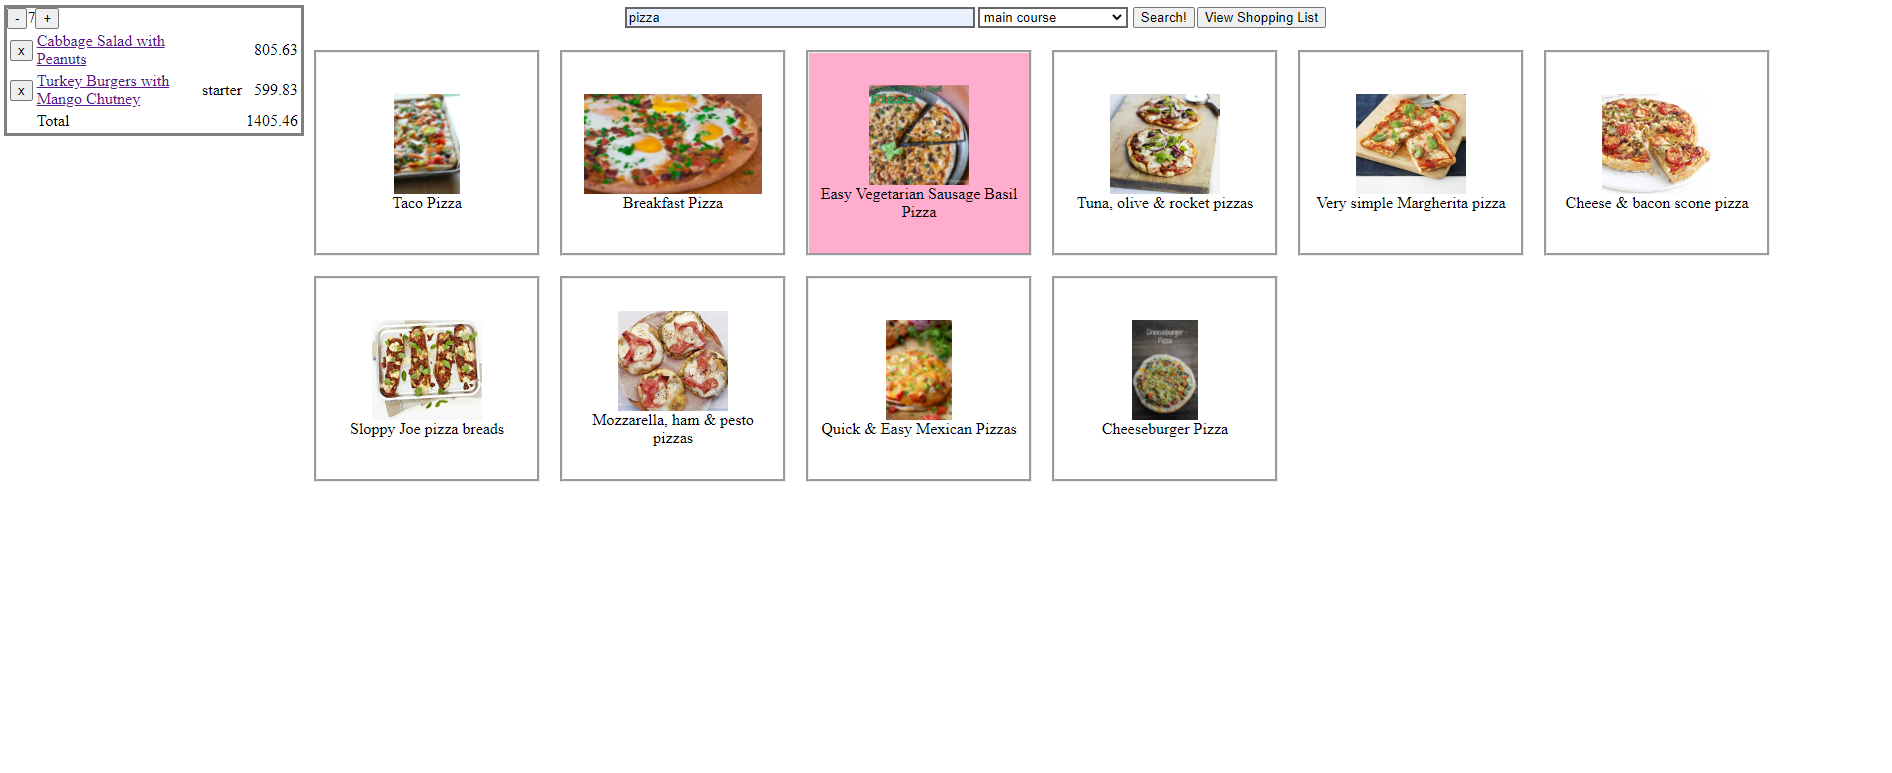 - 7 +
x Cabbage Salad with
Peanuts 805.63
x Turkey Burgers with
Mango Chutney starter 599.83
Total 1405.46
pizza main course Search! View Shopping List
Taco Pizza
Breakfast Pizza
Easy Vegetarian Sausage Basil
Pizza
Tuna, olive & rocket pizzas
Very simple Margherita pizza
Cheese & bacon scone pizza
Sloppy Joe pizza breads
Mozzarella, ham & pesto
pizzas
Quick & Easy Mexican Pizzas
Cheeseburger
Pizza
Cheeseburger Pizza